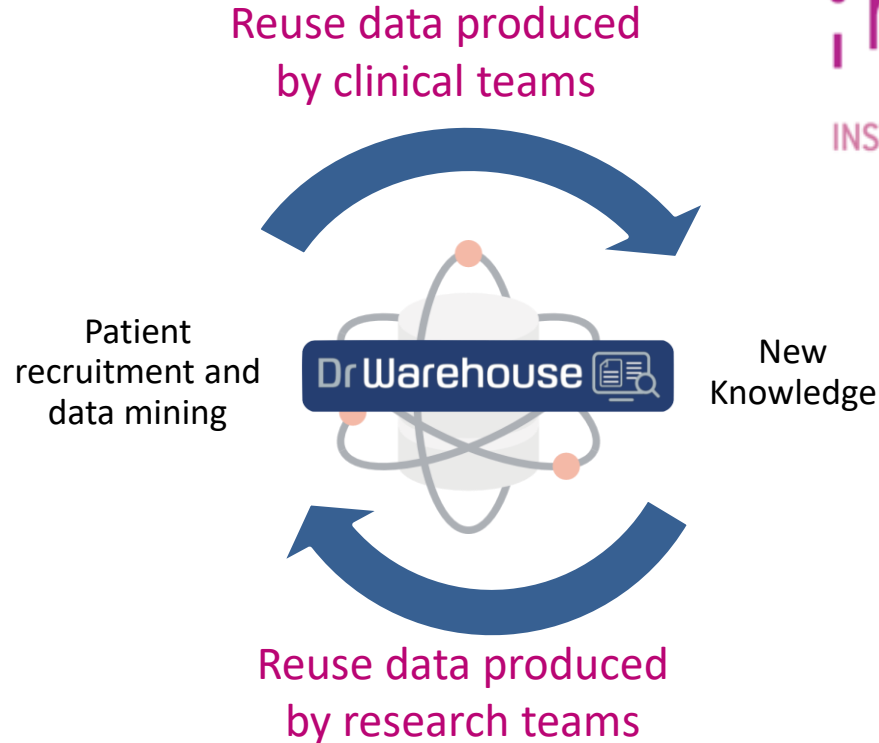 Reuse data produced
by clinical teams
INS
Patient
recruitment and
data mining
Dr Warehouse
New
Knowledge
Reuse data produced
by research teams